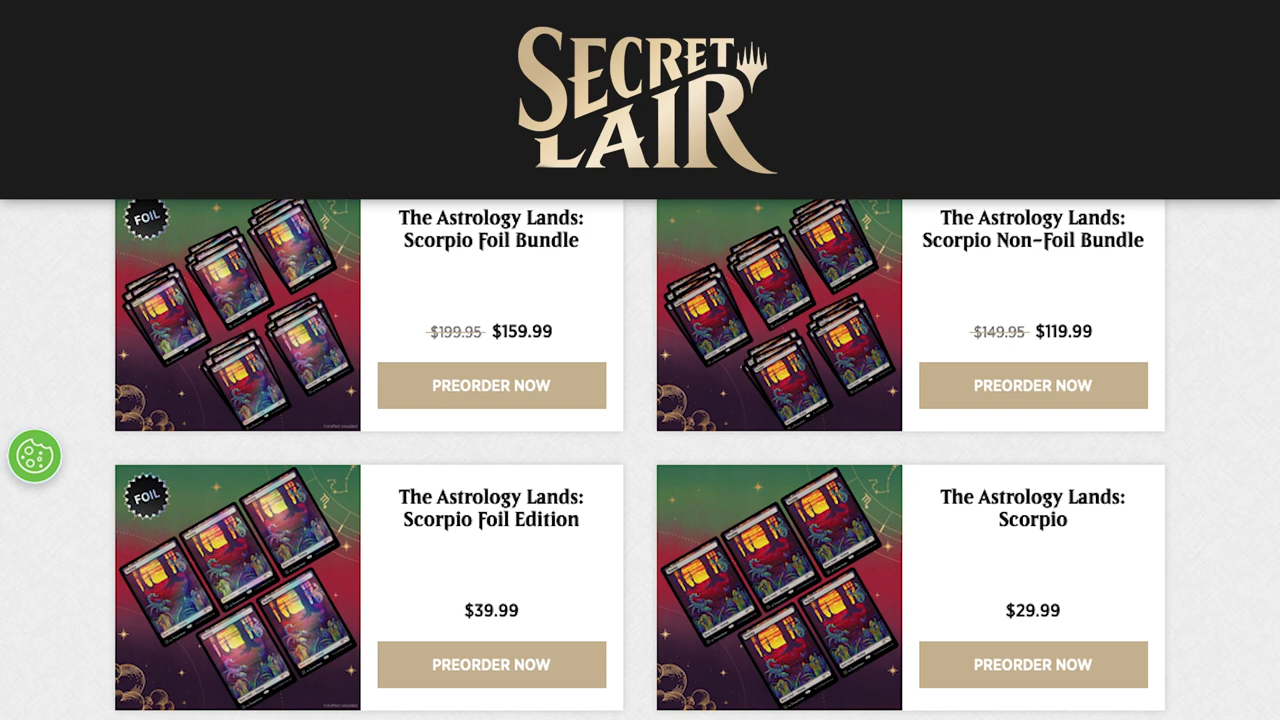 SECRET
LAIR
FOIL
The Astrology Lands:
Scorpio Foil Bundle
$199.95 $159.99
PREORDER NOW
The Astrology Lands:
Scorpio Non-Foil Bundle
$149.95 $119.99
PREORDER NOW
FOIL
The Astrology Lands:
Scorpio Foil Edition
$39.99
PREORDER NOW
The Astrology Lands:
Scorpio
$29.99
PREORDER NOW